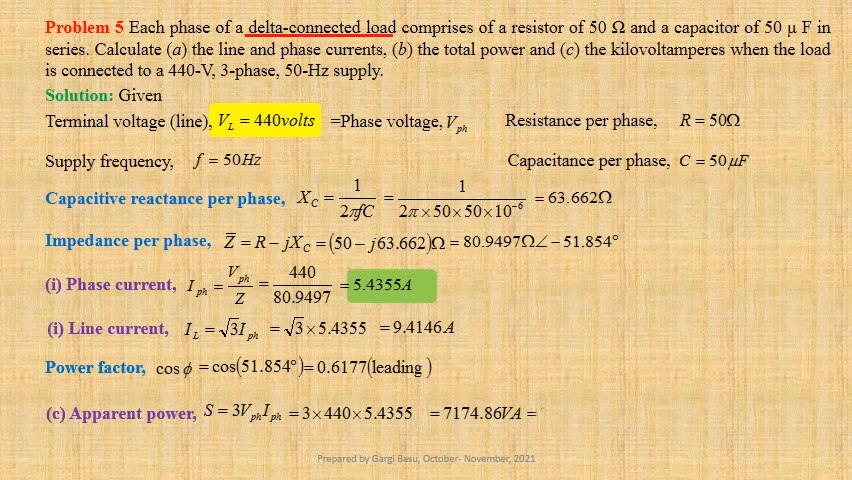 Problem 5 Each phase of a delta-connected load comprises of a resistor of 50 Ω and a capacitor of 50 μ F in
series. Calculate (a) the line and phase currents, (b) the total power and (c) the kilovoltamperes when the load
is connected to a 440-V, 3-phase, 50-Hz supply.
Solution: Given
Terminal voltage (line), V_L = 440volts =Phase voltage, V_ph Resistance per phase, R = 50Ω
Supply frequency, f = 50Hz Capacitance per phase, C = 50μF
Capacitive reactance per phase, X_C = 1/(2πfC) = 1/(2π×50×50×10^-6) = 63.662Ω
Impedance per phase, Z̅ = R − jX_C = (50 − j63.662)Ω = 80.9497Ω∠−51.854°
(i) Phase current, I_ph = V_ph/Z = 440/80.9497 = 5.4355A
(i) Line current, I_L = √3I_ph = √3×5.4355 = 9.4146A
Power factor, cos ϕ = cos(51.854°)= 0.6177(leading )
(c) Apparent power, S = 3V_phI_ph = 3×440×5.4355 = 7174.86VA =
Prepared by Gargi Basu, October- November, 2021